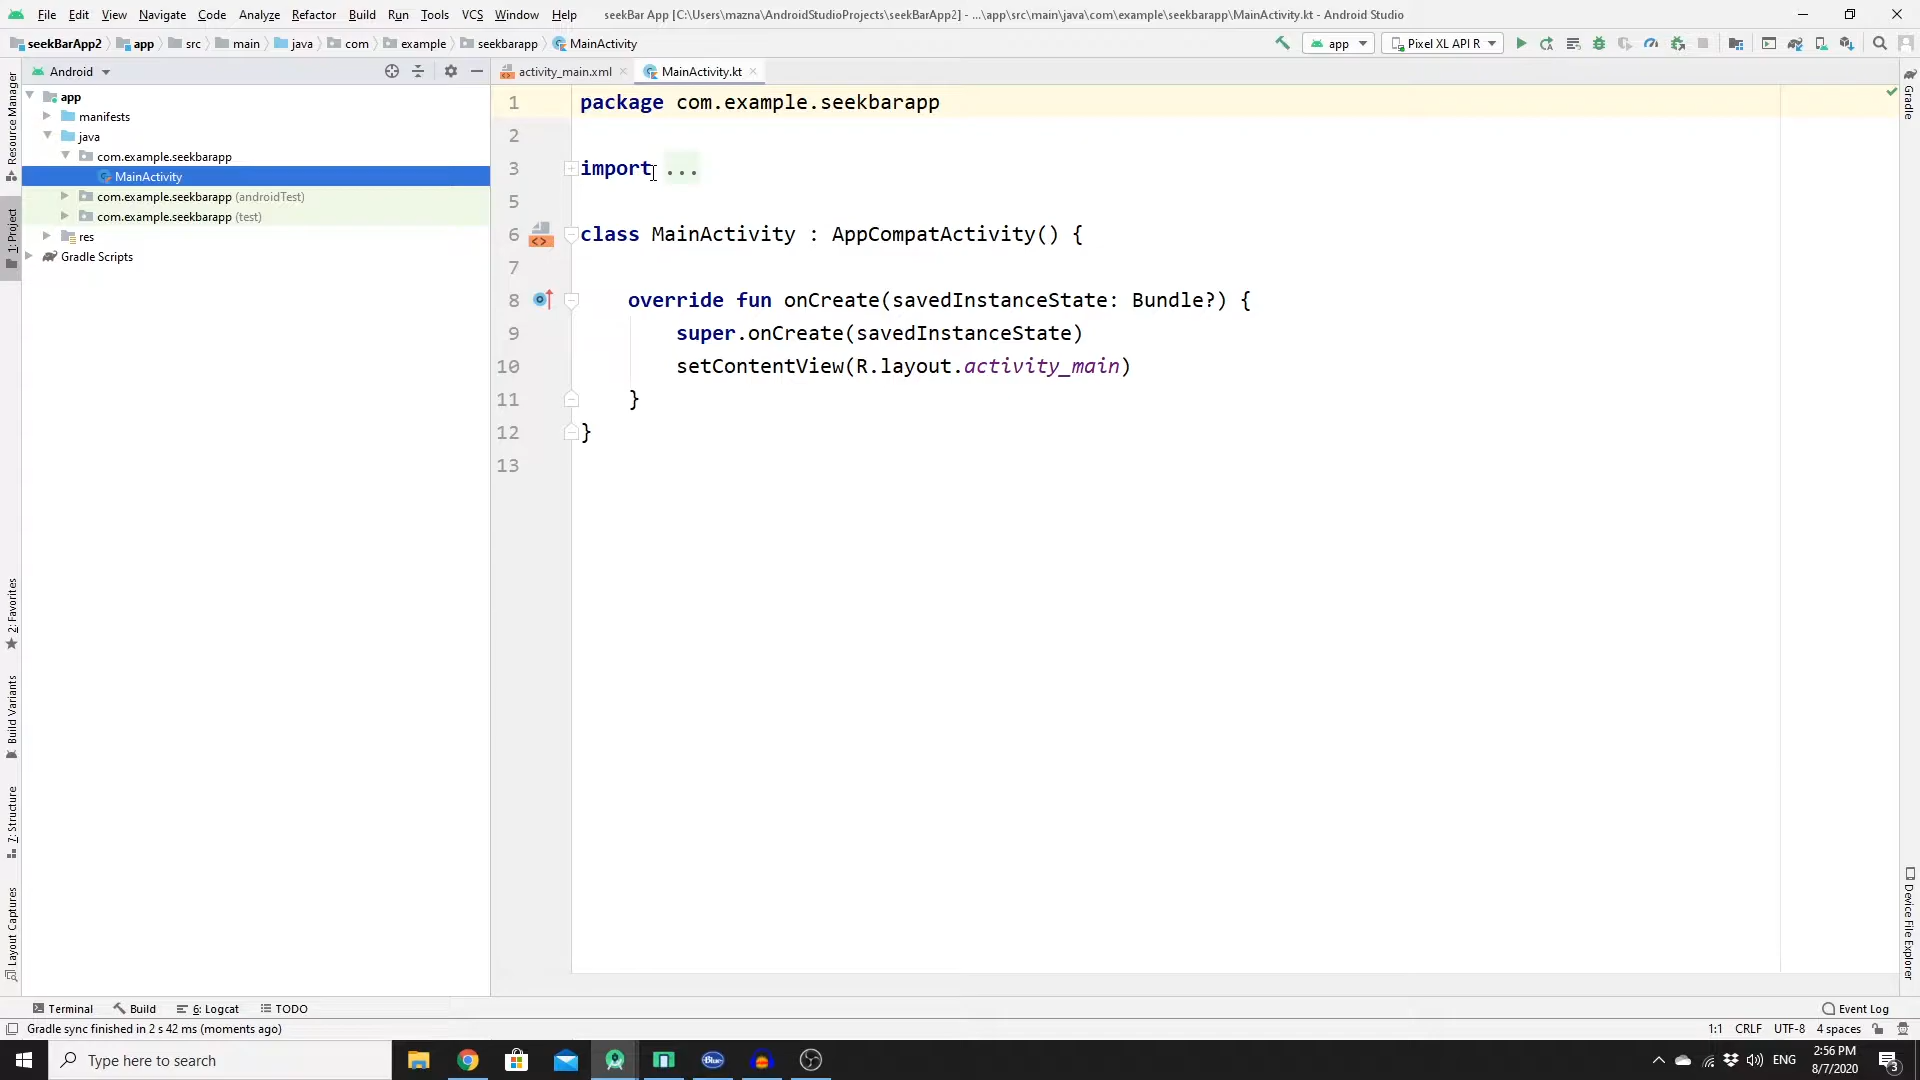 File Edit View Navigate Code Analyze Refactor Build Run Tools VCS Window Help seekBar App [C:\Users\mazna\AndroidStudioProjects\seekBarApp2] - ...\app\src\main\java\com\example\seekbarapp\MainActivity.kt - Android Studio
seekBarApp2 app src main java com example seekbarapp MainActivity app Pixel XL API R
Android activity_main.xml MainActivity.kt
app
manifests
java
com.example.seekbarapp
MainActivity
com.example.seekbarapp (androidTest)
com.example.seekbarapp (test)
res
Gradle Scripts
1 package com.example.seekbarapp
2
3 import ...
5
6 class MainActivity : AppCompatActivity() {
7
8 override fun onCreate(savedInstanceState: Bundle?) {
9 super.onCreate(savedInstanceState)
10 setContentView(R.layout.activity_main)
11 }
12 }
13
Resource Manager
1: Project
2: Favorites
Build Variants
7: Structure
Layout Captures
Gradle
Device File Explorer
Terminal Build 6: Logcat TODO Event Log
Gradle sync finished in 2 s 42 ms (moments ago) 1:1 CRLF UTF-8 4 spaces
Type here to search Blue ENG 2:56 PM
8/7/2020 3